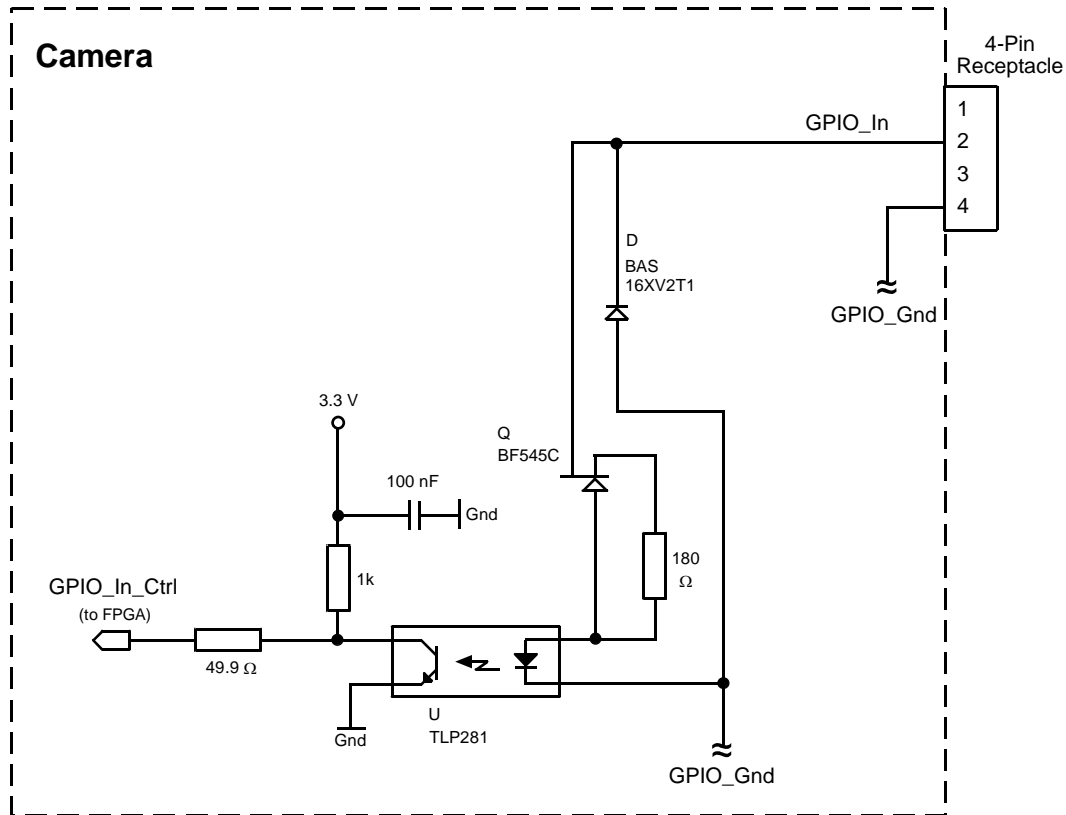 Camera
4-Pin
Receptacle
1
2
3
4
GPIO_In
D
BAS
16XV2T1
GPIO_Gnd
3.3 V
Q
BF545C
100 nF
Gnd
1k
180
Ω
GPIO_In_Ctrl
(to FPGA)
49.9 Ω
Gnd
U
TLP281
GPIO_Gnd